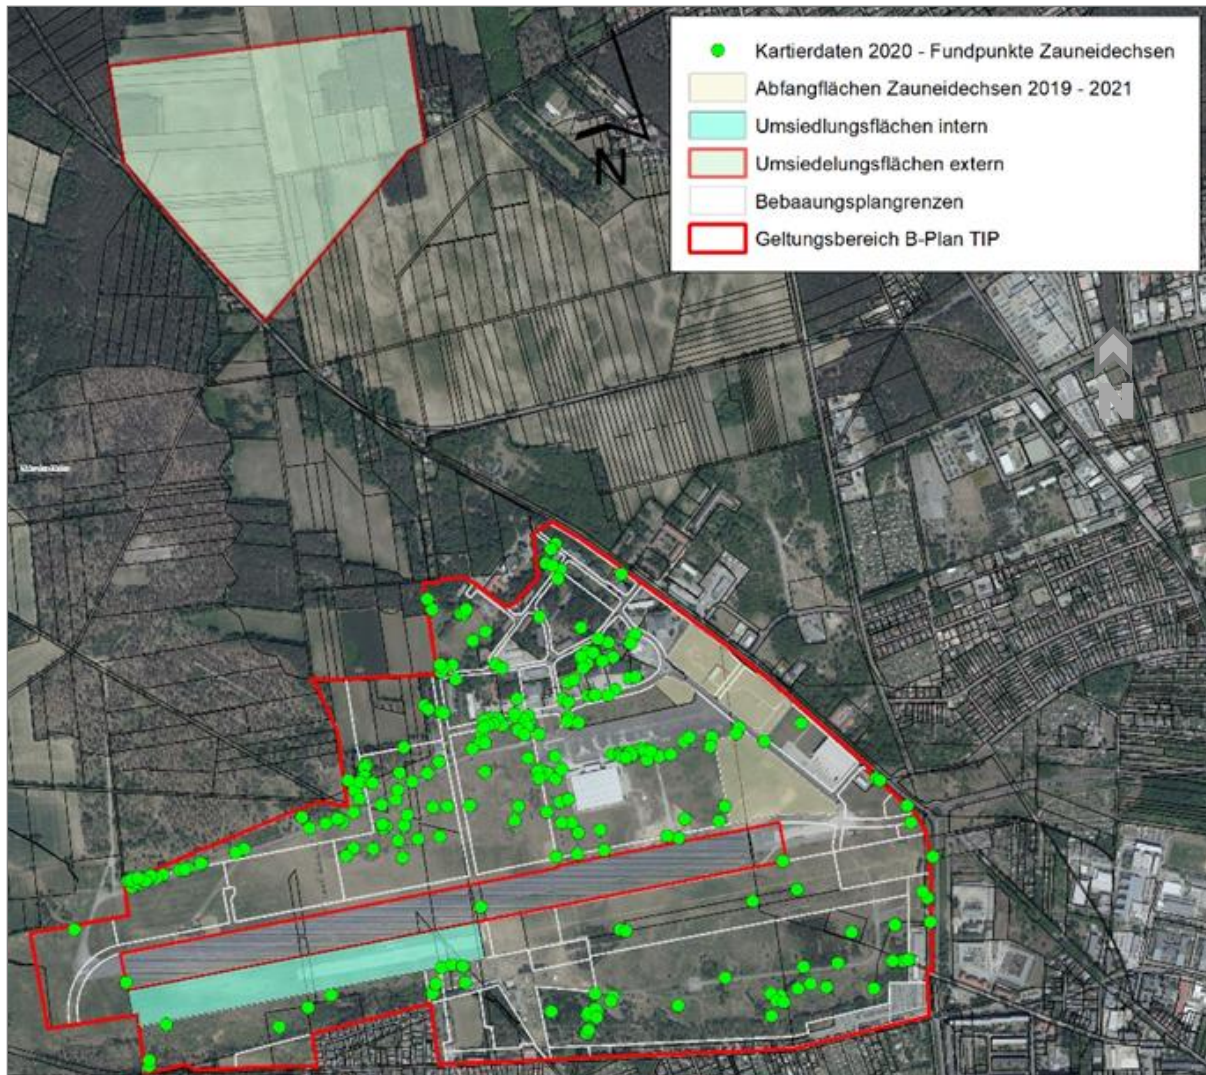 Kartierdaten 2020 - Fundpunkte Zauneidechsen
Abfangflächen Zauneidechsen 2019 - 2021
Umsiedlungsflächen intern
Umsiedelungsflächen extern
Bebaaungsplangrenzen
Geltungsbereich B-Plan TIP
N
N